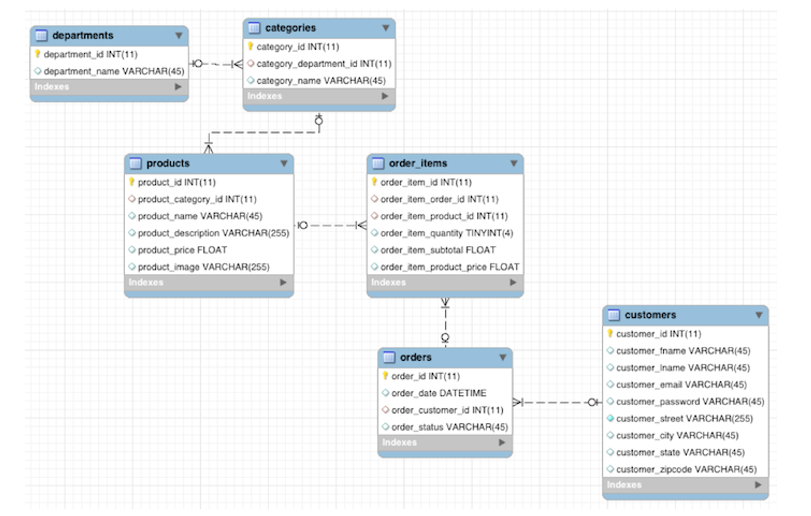 departments
department_id INT(11)
department_name VARCHAR(45)
Indexes
categories
category_id INT(11)
category_department_id INT(11)
category_name VARCHAR(45)
Indexes
products
product_id INT(11)
product_category_id INT(11)
product_name VARCHAR(45)
product_description VARCHAR(255)
product_price FLOAT
product_image VARCHAR(255)
Indexes
order_items
order_item_id INT(11)
order_item_order_id INT(11)
order_item_product_id INT(11)
order_item_quantity TINYINT(4)
order_item_subtotal FLOAT
order_item_product_price FLOAT
Indexes
orders
order_id INT(11)
order_date DATETIME
order_customer_id INT(11)
order_status VARCHAR(45)
Indexes
customers
customer_id INT(11)
customer_fname VARCHAR(45)
customer_lname VARCHAR(45)
customer_email VARCHAR(45)
customer_password VARCHAR(45)
customer_street VARCHAR(255)
customer_city VARCHAR(45)
customer_state VARCHAR(45)
customer_zipcode VARCHAR(45)
Indexes